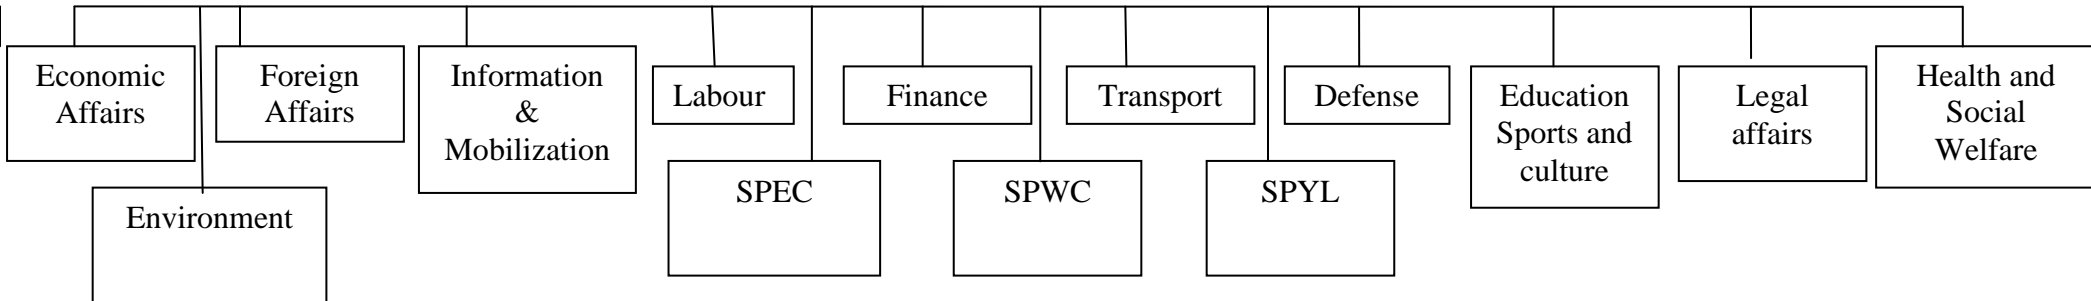 Economic
Affairs
Foreign
Affairs
Information
&
Mobilization
Labour
Finance
Transport
Defense
Education
Sports and
culture
Legal
affairs
Health and
Social
Welfare
Environment
SPEC
SPWC
SPYL